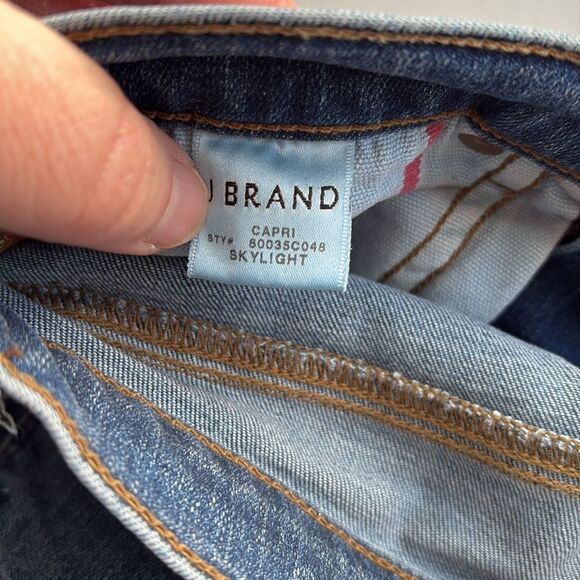 J BRAND
CAPRI
STY# 80035C048
SKYLIGHT